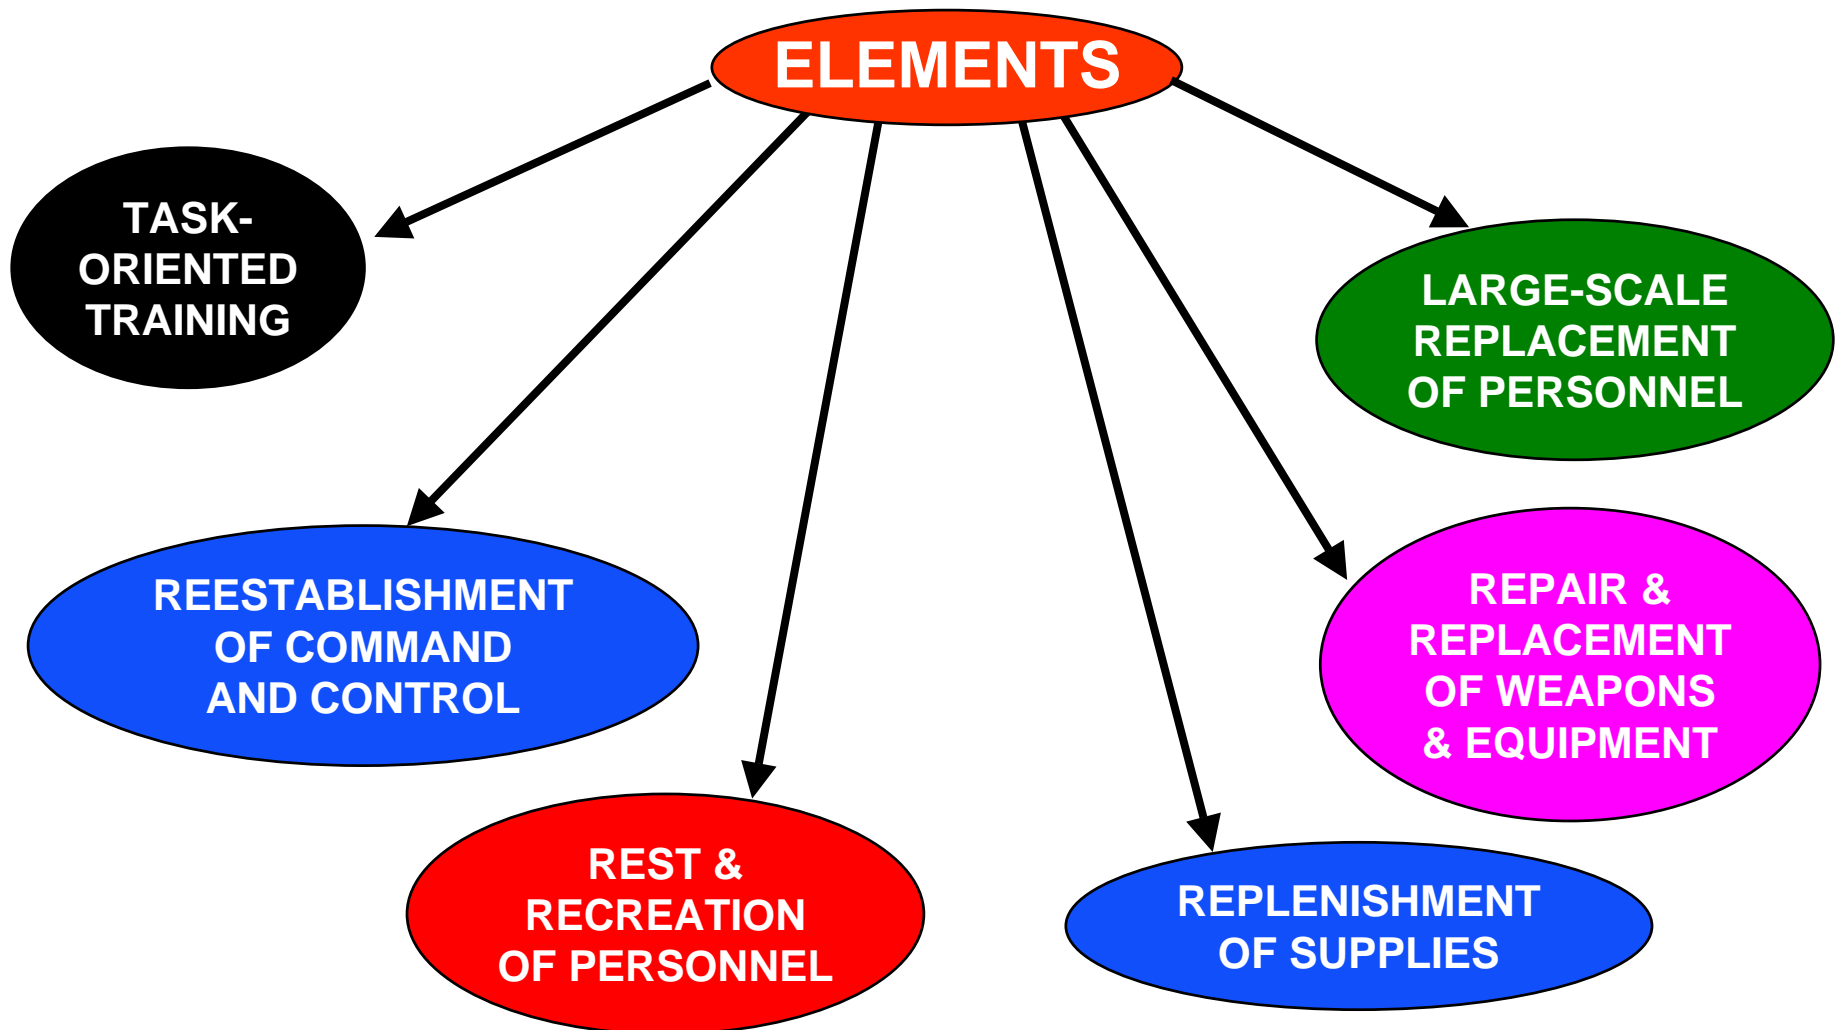 ELEMENTS
TASK-
ORIENTED
TRAINING
LARGE-SCALE
REPLACEMENT
OF PERSONNEL
REESTABLISHMENT
OF COMMAND
AND CONTROL
REPAIR &
REPLACEMENT
OF WEAPONS
& EQUIPMENT
REST &
RECREATION
OF PERSONNEL
REPLENISHMENT
OF SUPPLIES